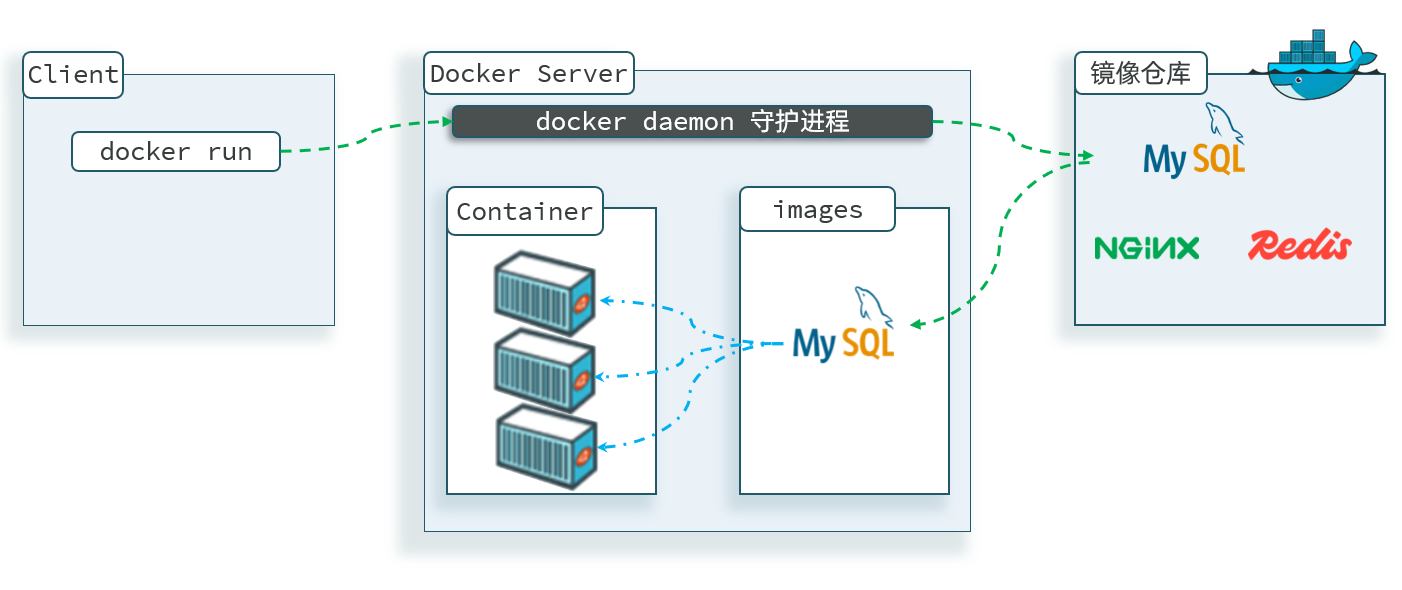 Client
docker run
Docker Server
docker daemon 守护进程
Container
images
MySQL
镜像仓库
MySQL
NGINX
Redis